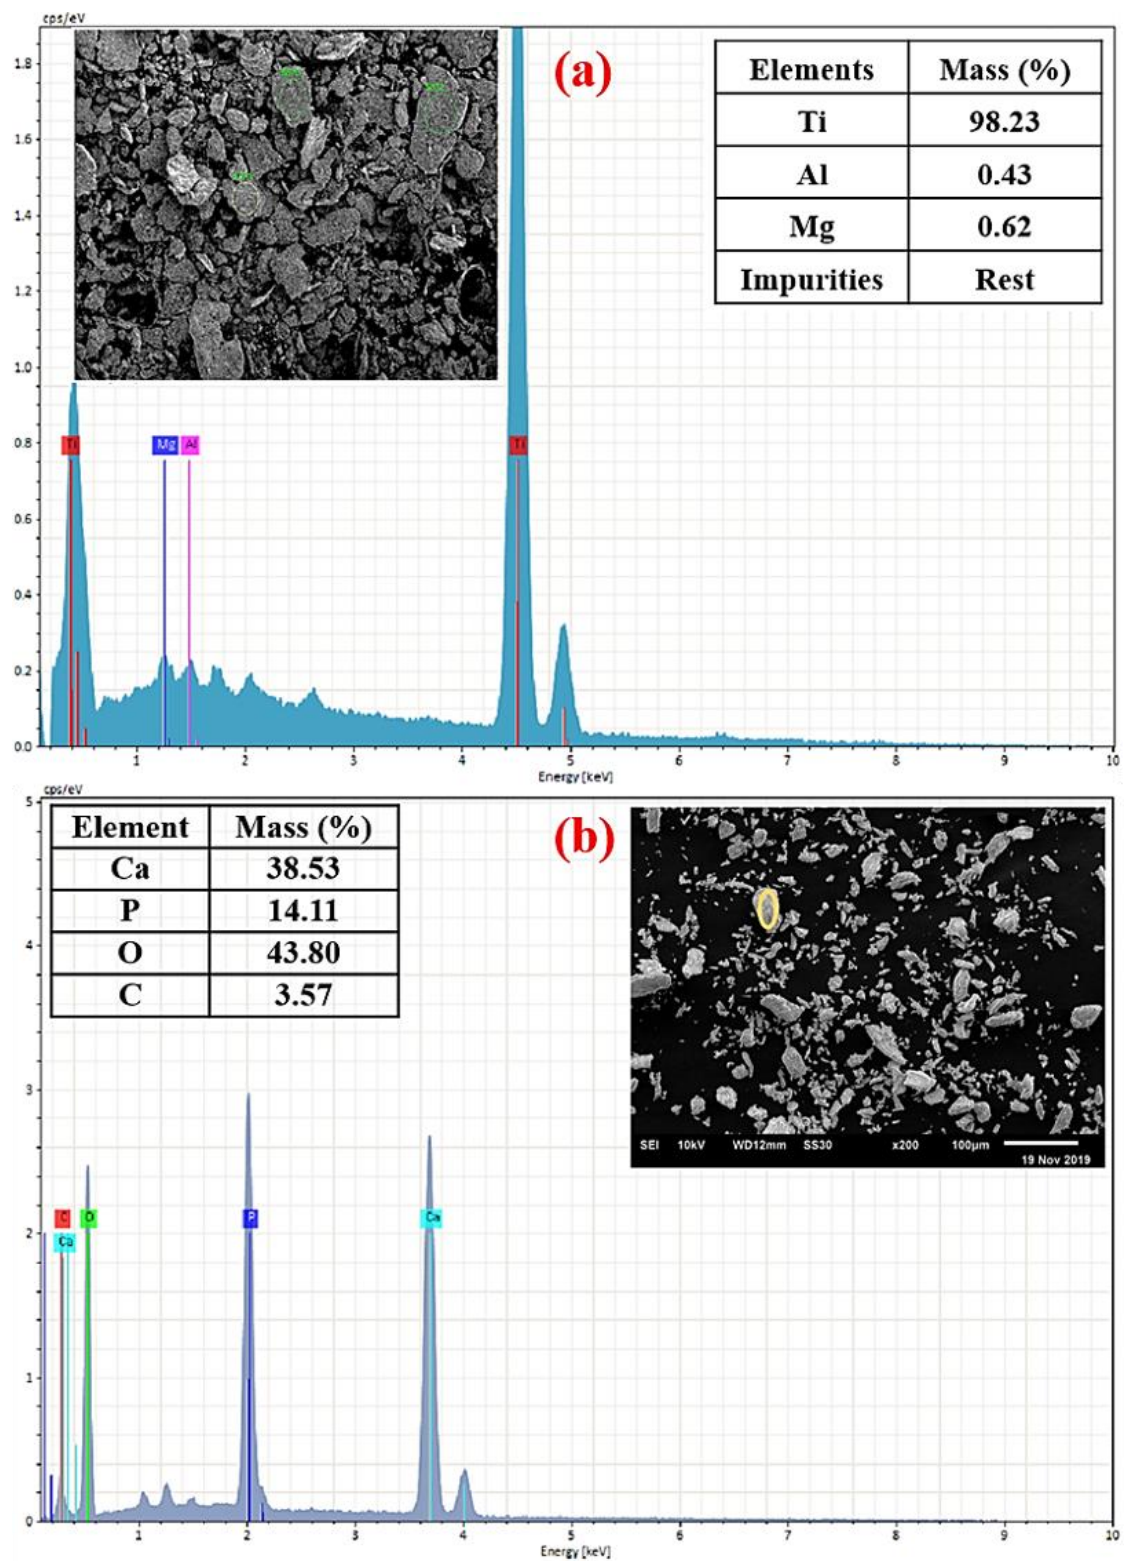 cps/eV
(a)
Elements Mass (%)
Ti 98.23
Al 0.43
Mg 0.62
Impurities Rest
1.8
1.6
1.4
1.2
1.0
0.8
0.6
0.4
0.2
0.0
Ti Mg Al Ti
1 2 3 4 5 6 7 8 9 10
Energy [keV]
cps/eV
(b)
Element Mass (%)
Ca 38.53
P 14.11
O 43.80
C 3.57
SEI 10kV WD12mm SS30 x200 100μm
19 Nov 2019
5
4
3
2
1
0
C O P Ca
Ca
1 2 3 4 5 6 7 8 9 10
Energy [keV]